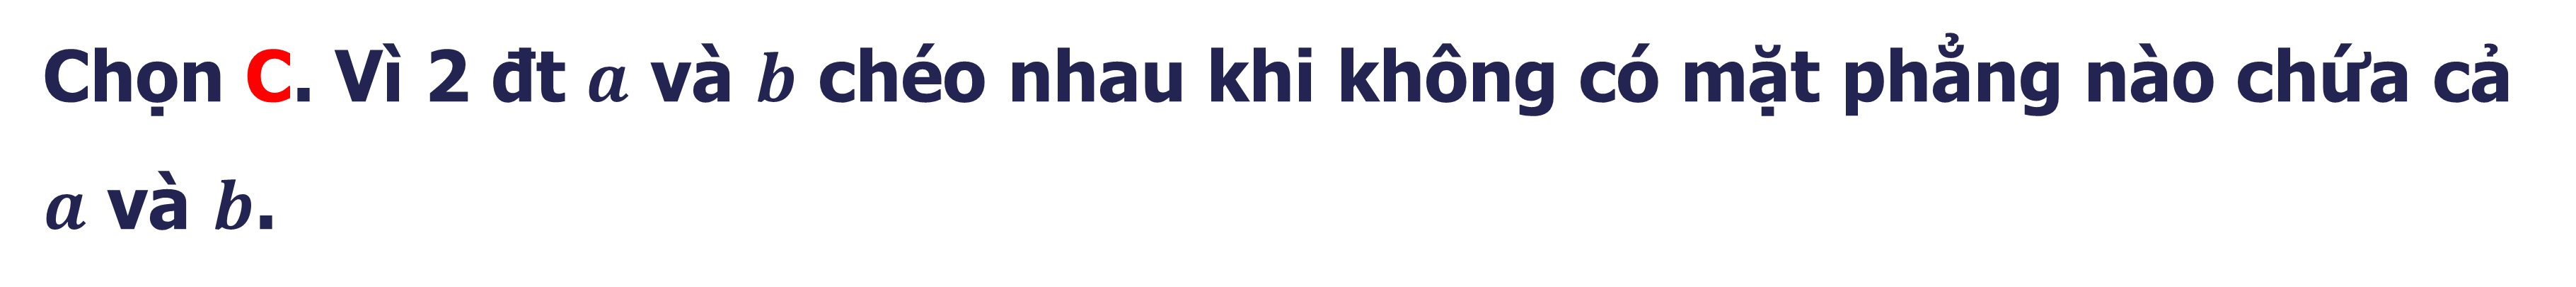 Chọn C. Vì 2 đt a và b chéo nhau khi không có mặt phẳng nào chứa cả
a và b.